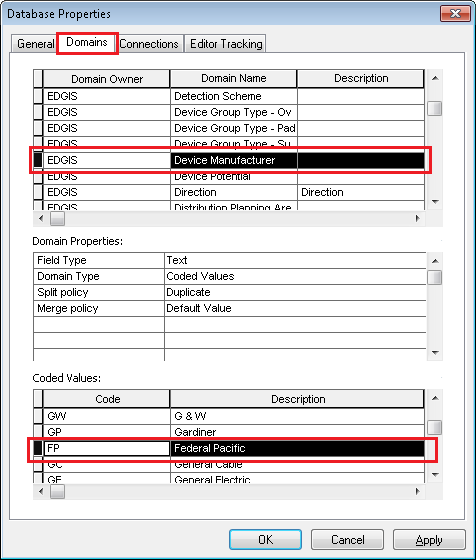 Database Properties
General Domains Connections Editor Tracking
Domain Owner Domain Name Description
EDGIS Detection Scheme
EDGIS Device Group Type - Ov
EDGIS Device Group Type - Pad
EDGIS Device Group Type - Su
EDGIS Device Manufacturer
EDGIS Device Potential
EDGIS Direction Direction
EDGIS Distribution Planning Are
Domain Properties:
Field Type Text
Domain Type Coded Values
Split policy Duplicate
Merge policy Default Value
Coded Values:
Code Description
GW G & W
GP Gardiner
FP Federal Pacific
GC General Cable
GE General Electric
OK Cancel Apply